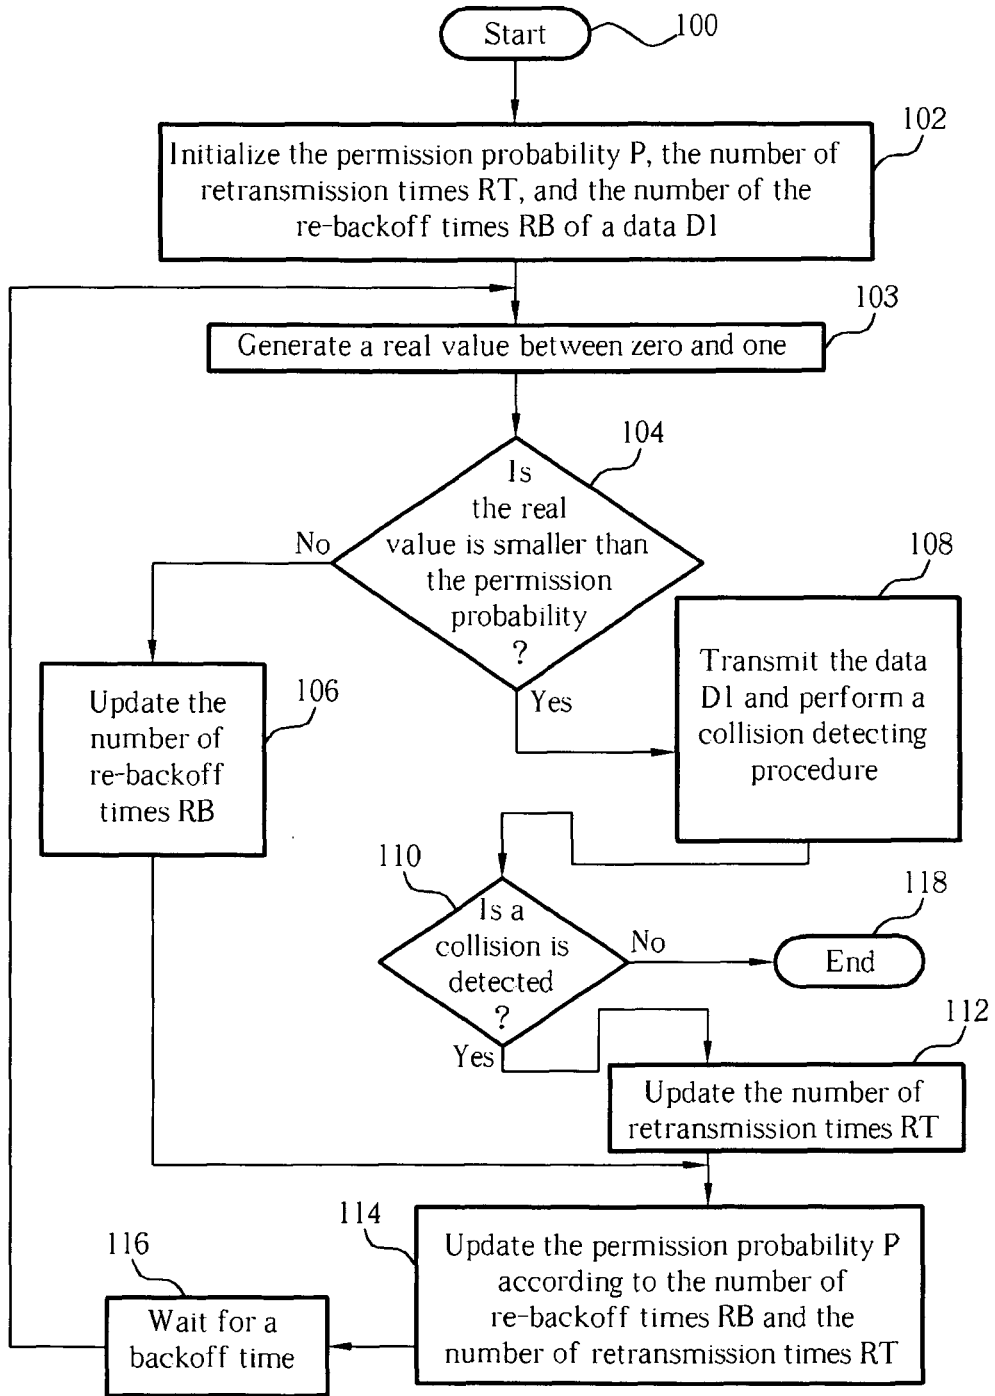 Start
100
102
Initialize the permission probability P, the number of
retransmission times RT, and the number of the
re-backoff times RB of a data D1
103
Generate a real value between zero and one
104
Is
the real
value is smaller than
the permission
probability
?
No
Yes
108
Transmit the data
D1 and perform a
collision detecting
procedure
106
Update the
number of
re-backoff
times RB
110
Is a
collision is
detected
?
No
Yes
118
End
112
Update the number of
retransmission times RT
114
Update the permission probability P
according to the number of
re-backoff times RB and the
number of retransmission times RT
116
Wait for a
backoff time